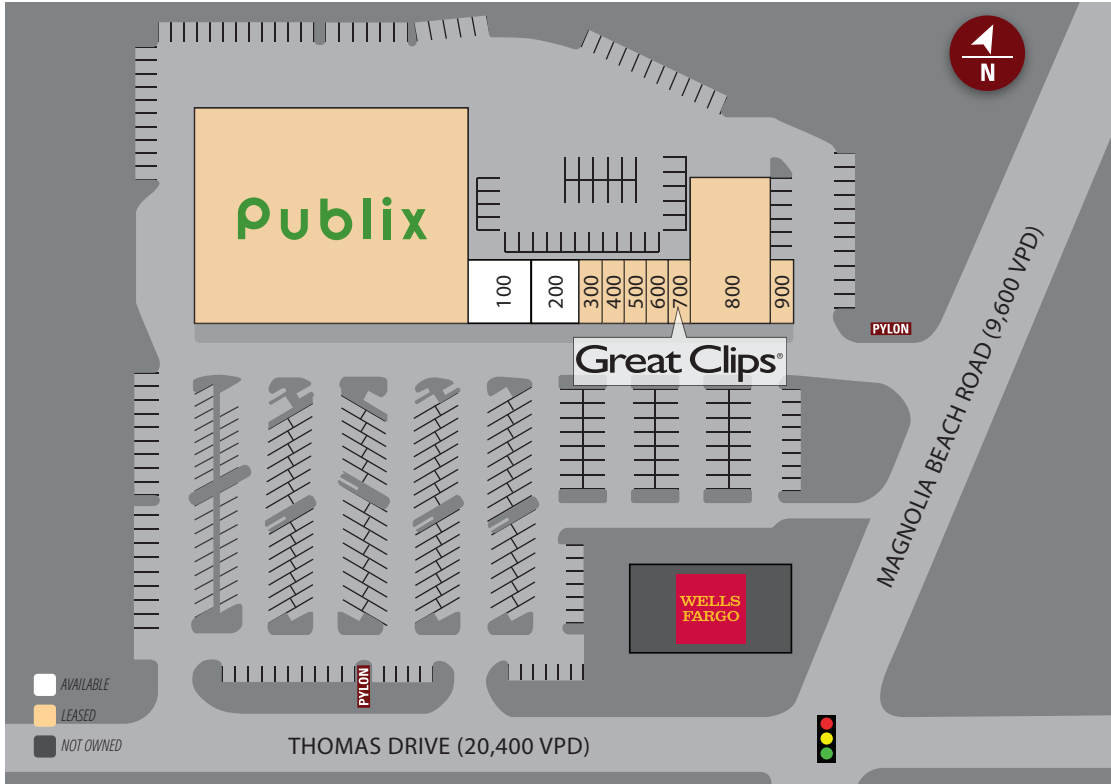 N
Publix
100
200
300
400
500
600
700
800
900
PYLON
Great Clips®
MAGNOLIA BEACH ROAD (9,600 VPD)
WELLS
FARGO
PYLON
AVAILABLE
LEASED
NOT OWNED
THOMAS DRIVE (20,400 VPD)